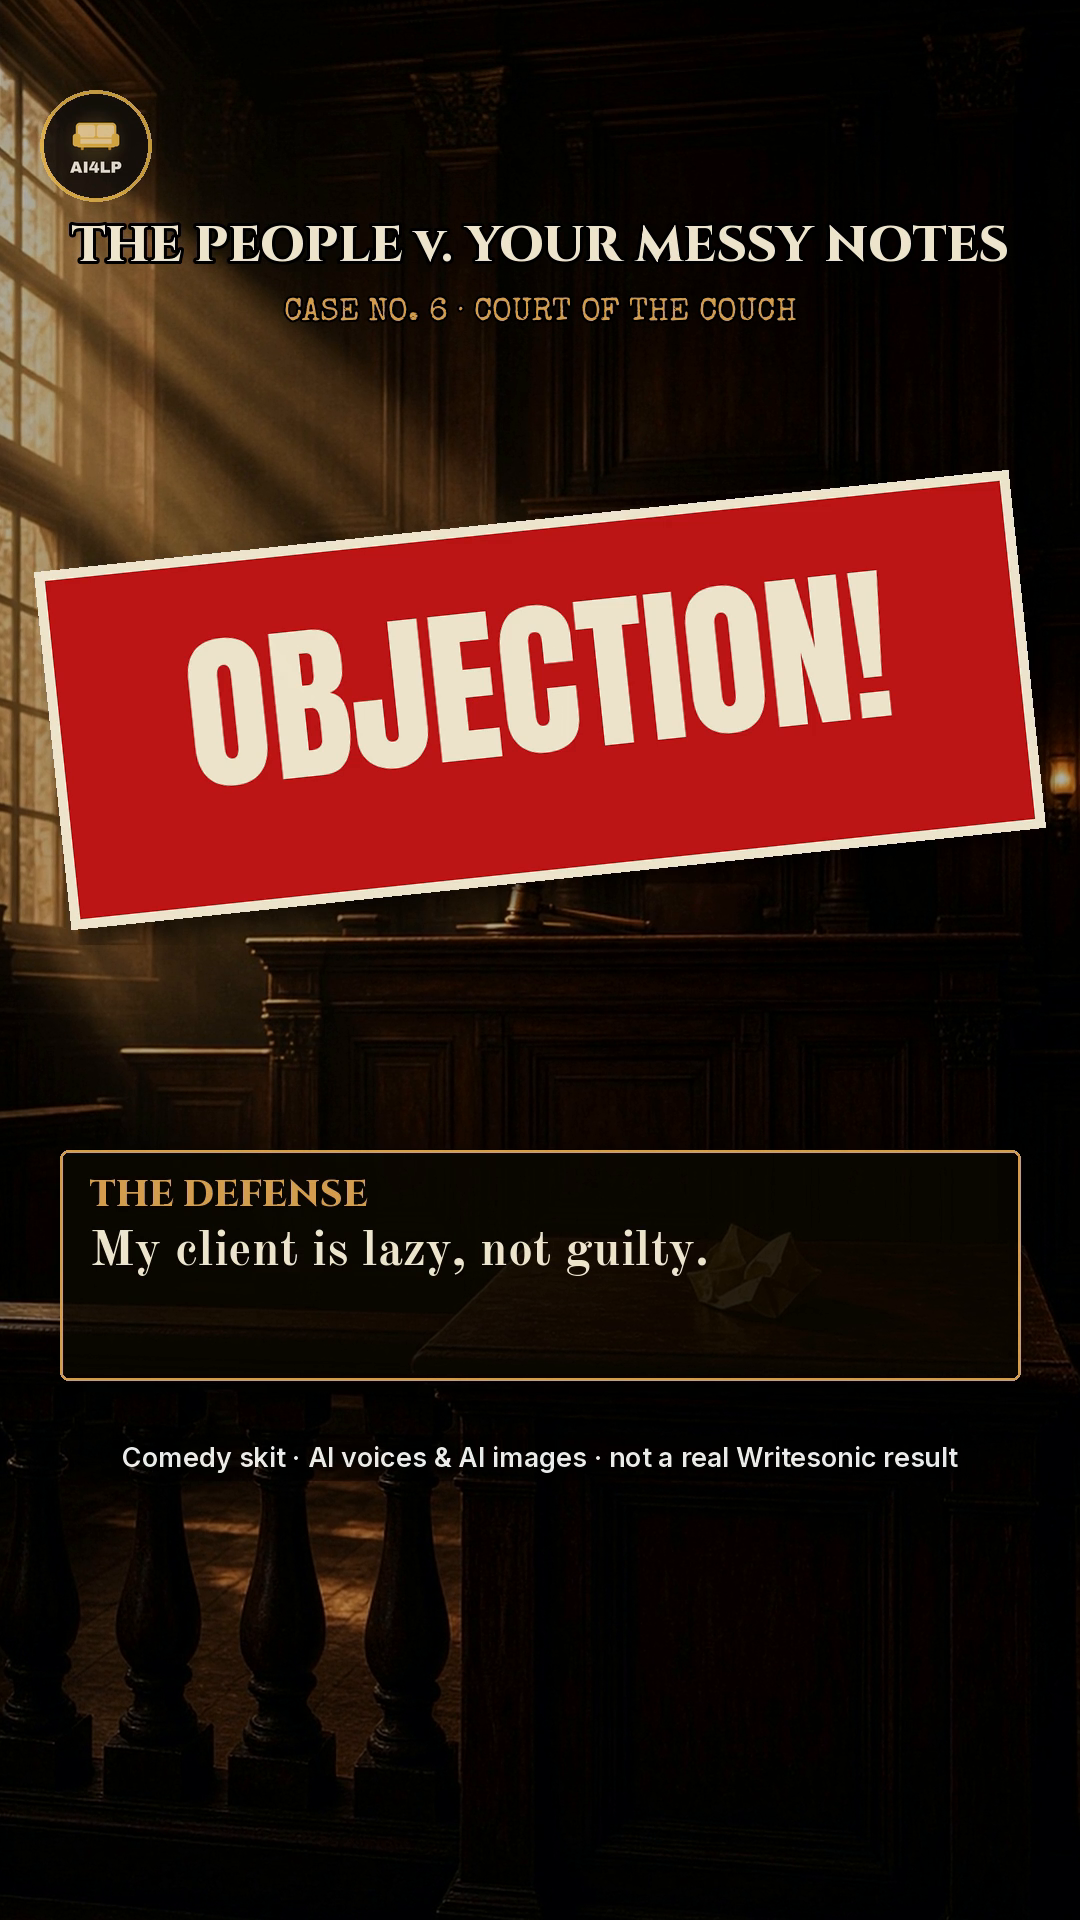 AI4LP
THE PEOPLE v. YOUR MESSY NOTES
CASE NO. 6 · COURT OF THE COUCH
OBJECTION!
THE DEFENSE
My client is lazy, not guilty.
Comedy skit · AI voices & AI images · not a real Writesonic result